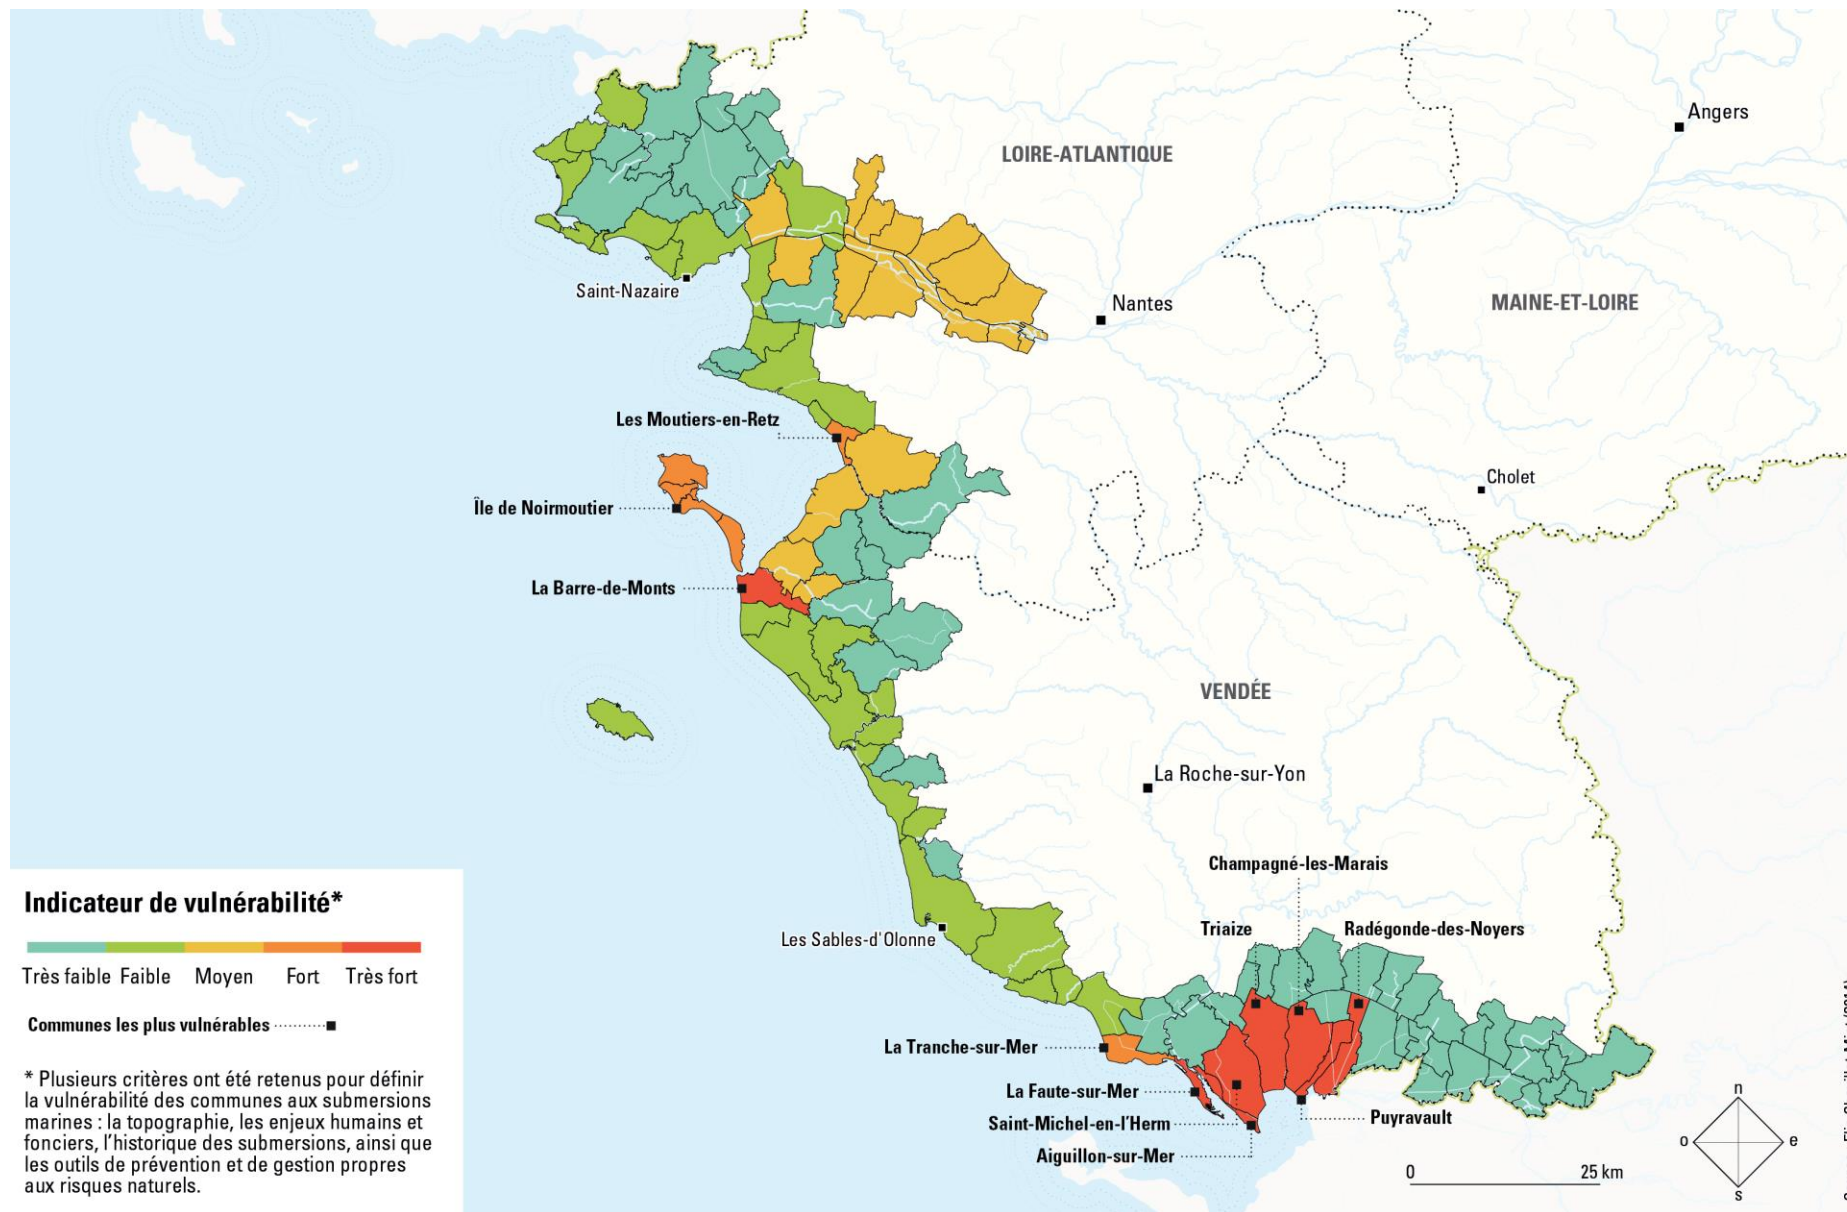 Angers
LOIRE-ATLANTIQUE
Saint-Nazaire
Nantes
MAINE-ET-LOIRE
Les Moutiers-en-Retz
Cholet
Île de Noirmoutier
La Barre-de-Monts
VENDÉE
La Roche-sur-Yon
Champagné-les-Marais
Triaize
Radégonde-des-Noyers
Les Sables-d'Olonne
La Tranche-sur-Mer
La Faute-sur-Mer
Saint-Michel-en-l'Herm
Puyravault
Aiguillon-sur-Mer
Indicateur de vulnérabilité*
Très faible Faible Moyen Fort Très fort
Communes les plus vulnérables
* Plusieurs critères ont été retenus pour définir
la vulnérabilité des communes aux submersions
marines : la topographie, les enjeux humains et
fonciers, l'historique des submersions, ainsi que
les outils de prévention et de gestion propres
aux risques naturels.
n
o e
s
0 25 km